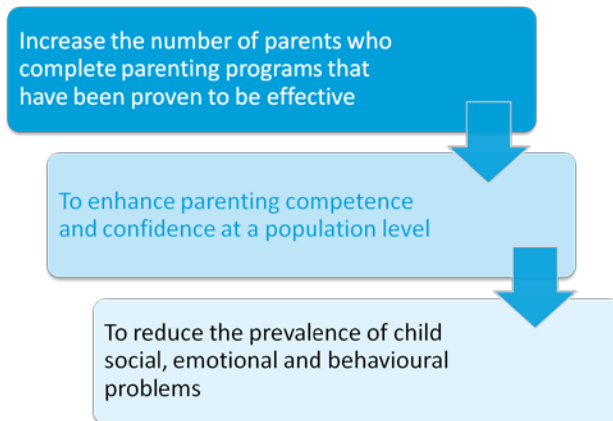 Increase the number of parents who
complete parenting programs that
have been proven to be effective
To enhance parenting competence
and confidence at a population level
To reduce the prevalence of child
social, emotional and behavioural
problems